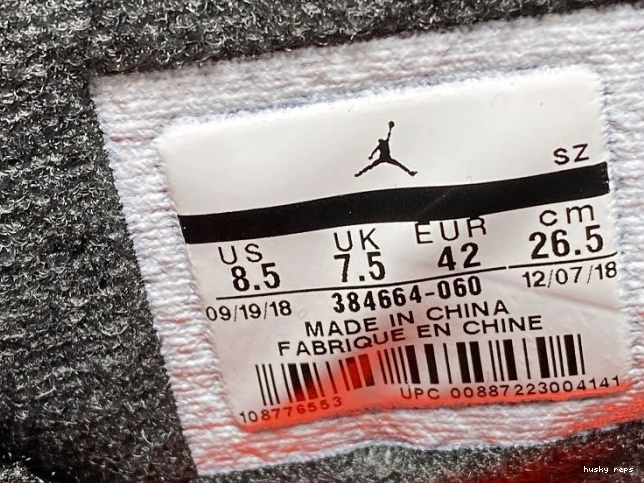 SZ
US UK EUR cm
8.5 7.5 42 26.5
09/19/18 384664-060 12/07/18
MADE IN CHINA
FABRIQUE EN CHINE
108776553 UPC 00887223004141
husky reps